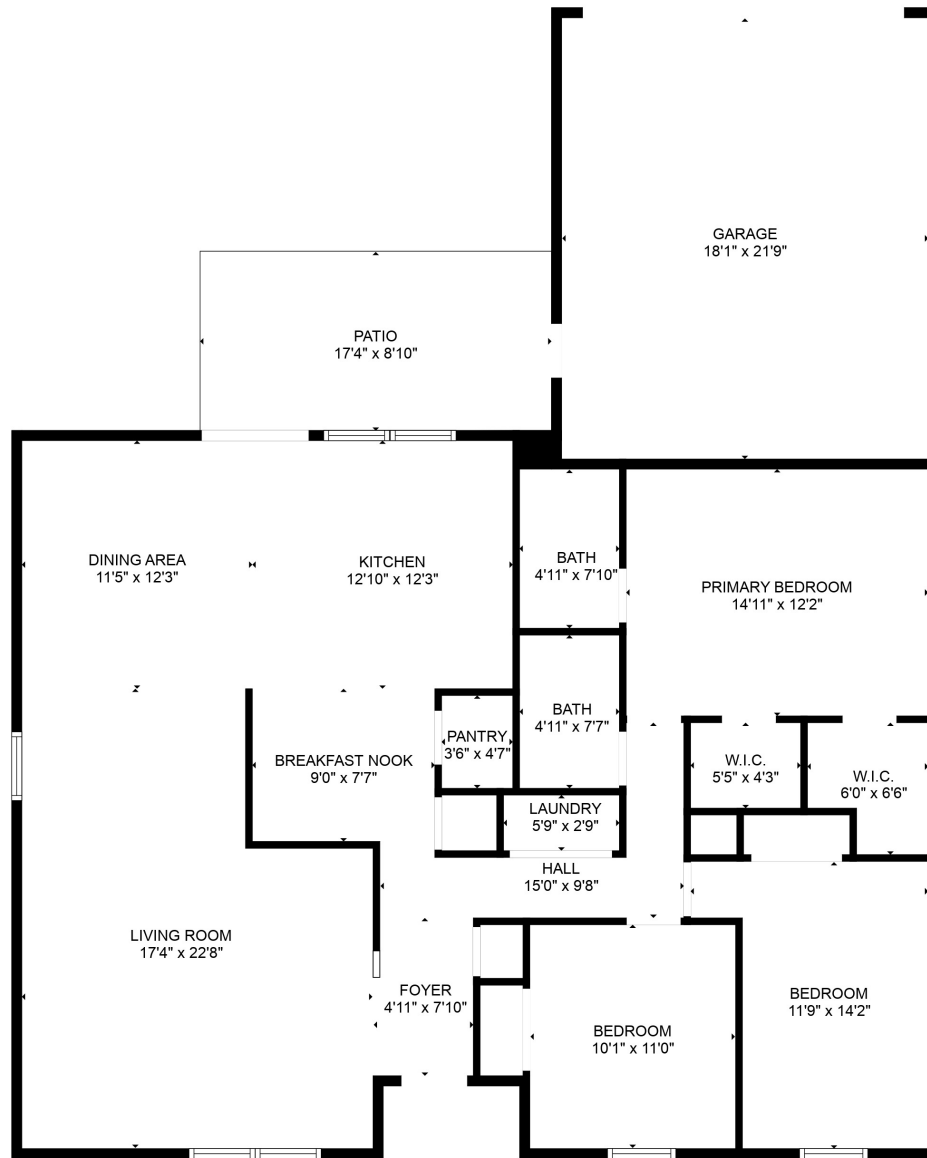 GARAGE
18'1" x 21'9"
PATIO
17'4" x 8'10"
DINING AREA
11'5" x 12'3"
KITCHEN
12'10" x 12'3"
BATH
4'11" x 7'10"
PRIMARY BEDROOM
14'11" x 12'2"
BATH
4'11" x 7'7"
PANTRY
3'6" x 4'7"
BREAKFAST NOOK
9'0" x 7'7"
W.I.C.
5'5" x 4'3"
W.I.C.
6'0" x 6'6"
LAUNDRY
5'9" x 2'9"
HALL
15'0" x 9'8"
LIVING ROOM
17'4" x 22'8"
FOYER
4'11" x 7'10"
BEDROOM
11'9" x 14'2"
BEDROOM
10'1" x 11'0"